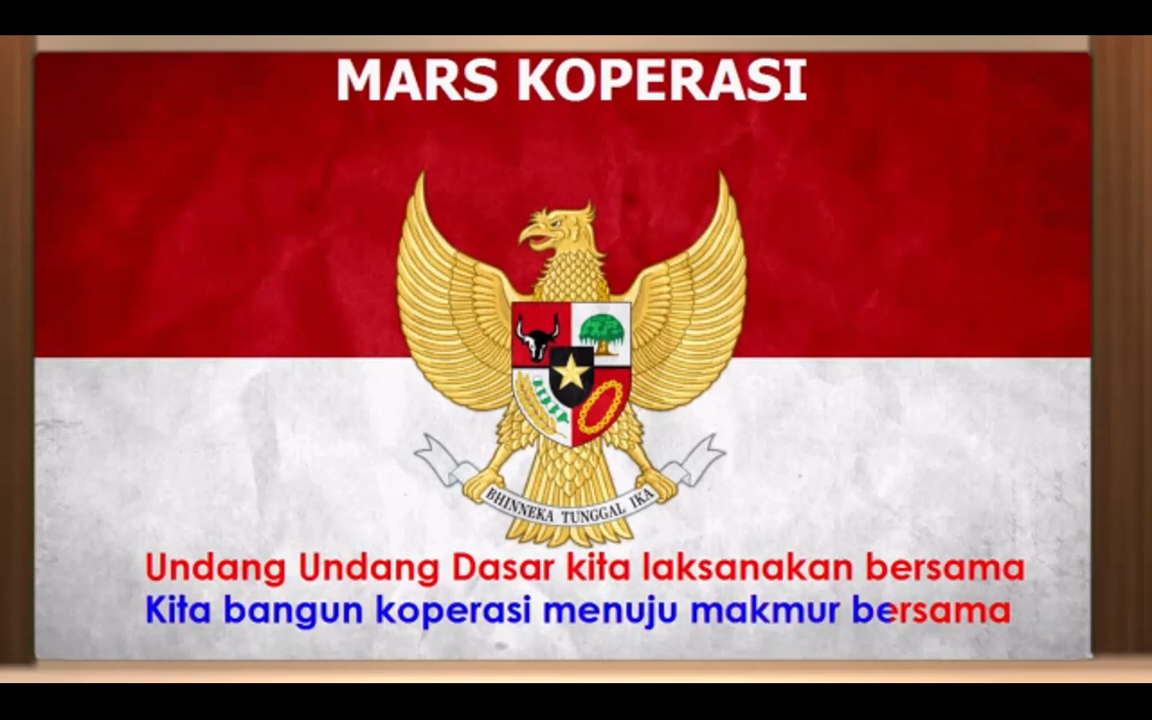 MARS KOPERASI
BHINNEKA TUNGGAL IKA
Undang Undang Dasar kita laksanakan bersama
Kita bangun koperasi menuju makmur bersama